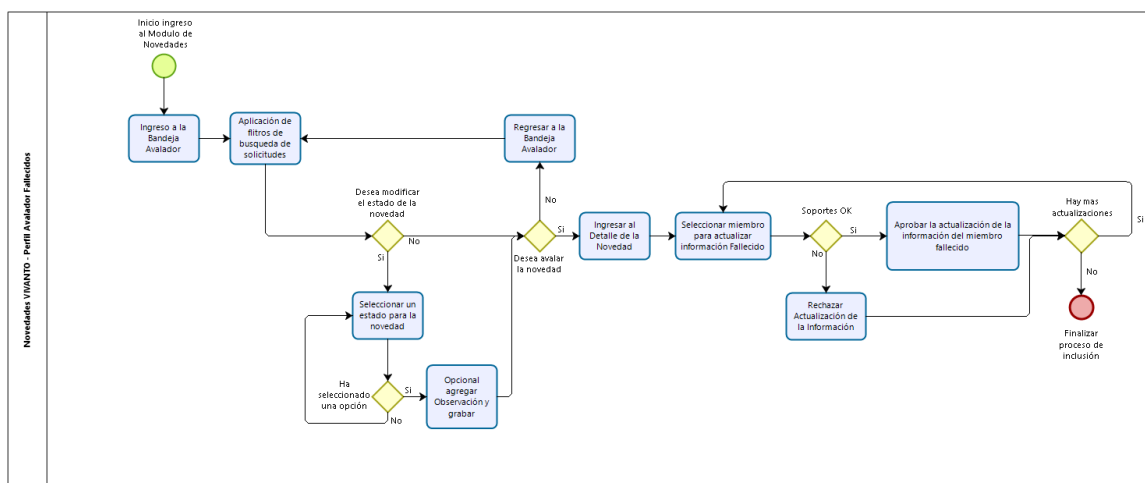 Novedades VIVANTO - Perfil Avalador Fallecidos
Inicio ingreso
al Modulo de
Novedades
Ingreso a la
Bandeja
Avalador
Aplicación de
flitros de
busqueda de
solicitudes
Regresar a la
Bandeja
Avalador
Desea modificar
el estado de la
novedad
No
Si
No
Si
Desea avalar
la novedad
Seleccionar un
estado para la
novedad
Ha
seleccionado
una opción
Si
No
Opcional
agregar
Observación y
grabar
Ingresar al
Detalle de la
Novedad
Seleccionar miembro
para actualizar
información Fallecido
Soportes OK
Si
No
Aprobar la actualización de la
información del miembro
fallecido
Rechazar
Actualización de
la Información
Hay mas
actualizaciones
Si
No
Finalizar
proceso de
inclusión